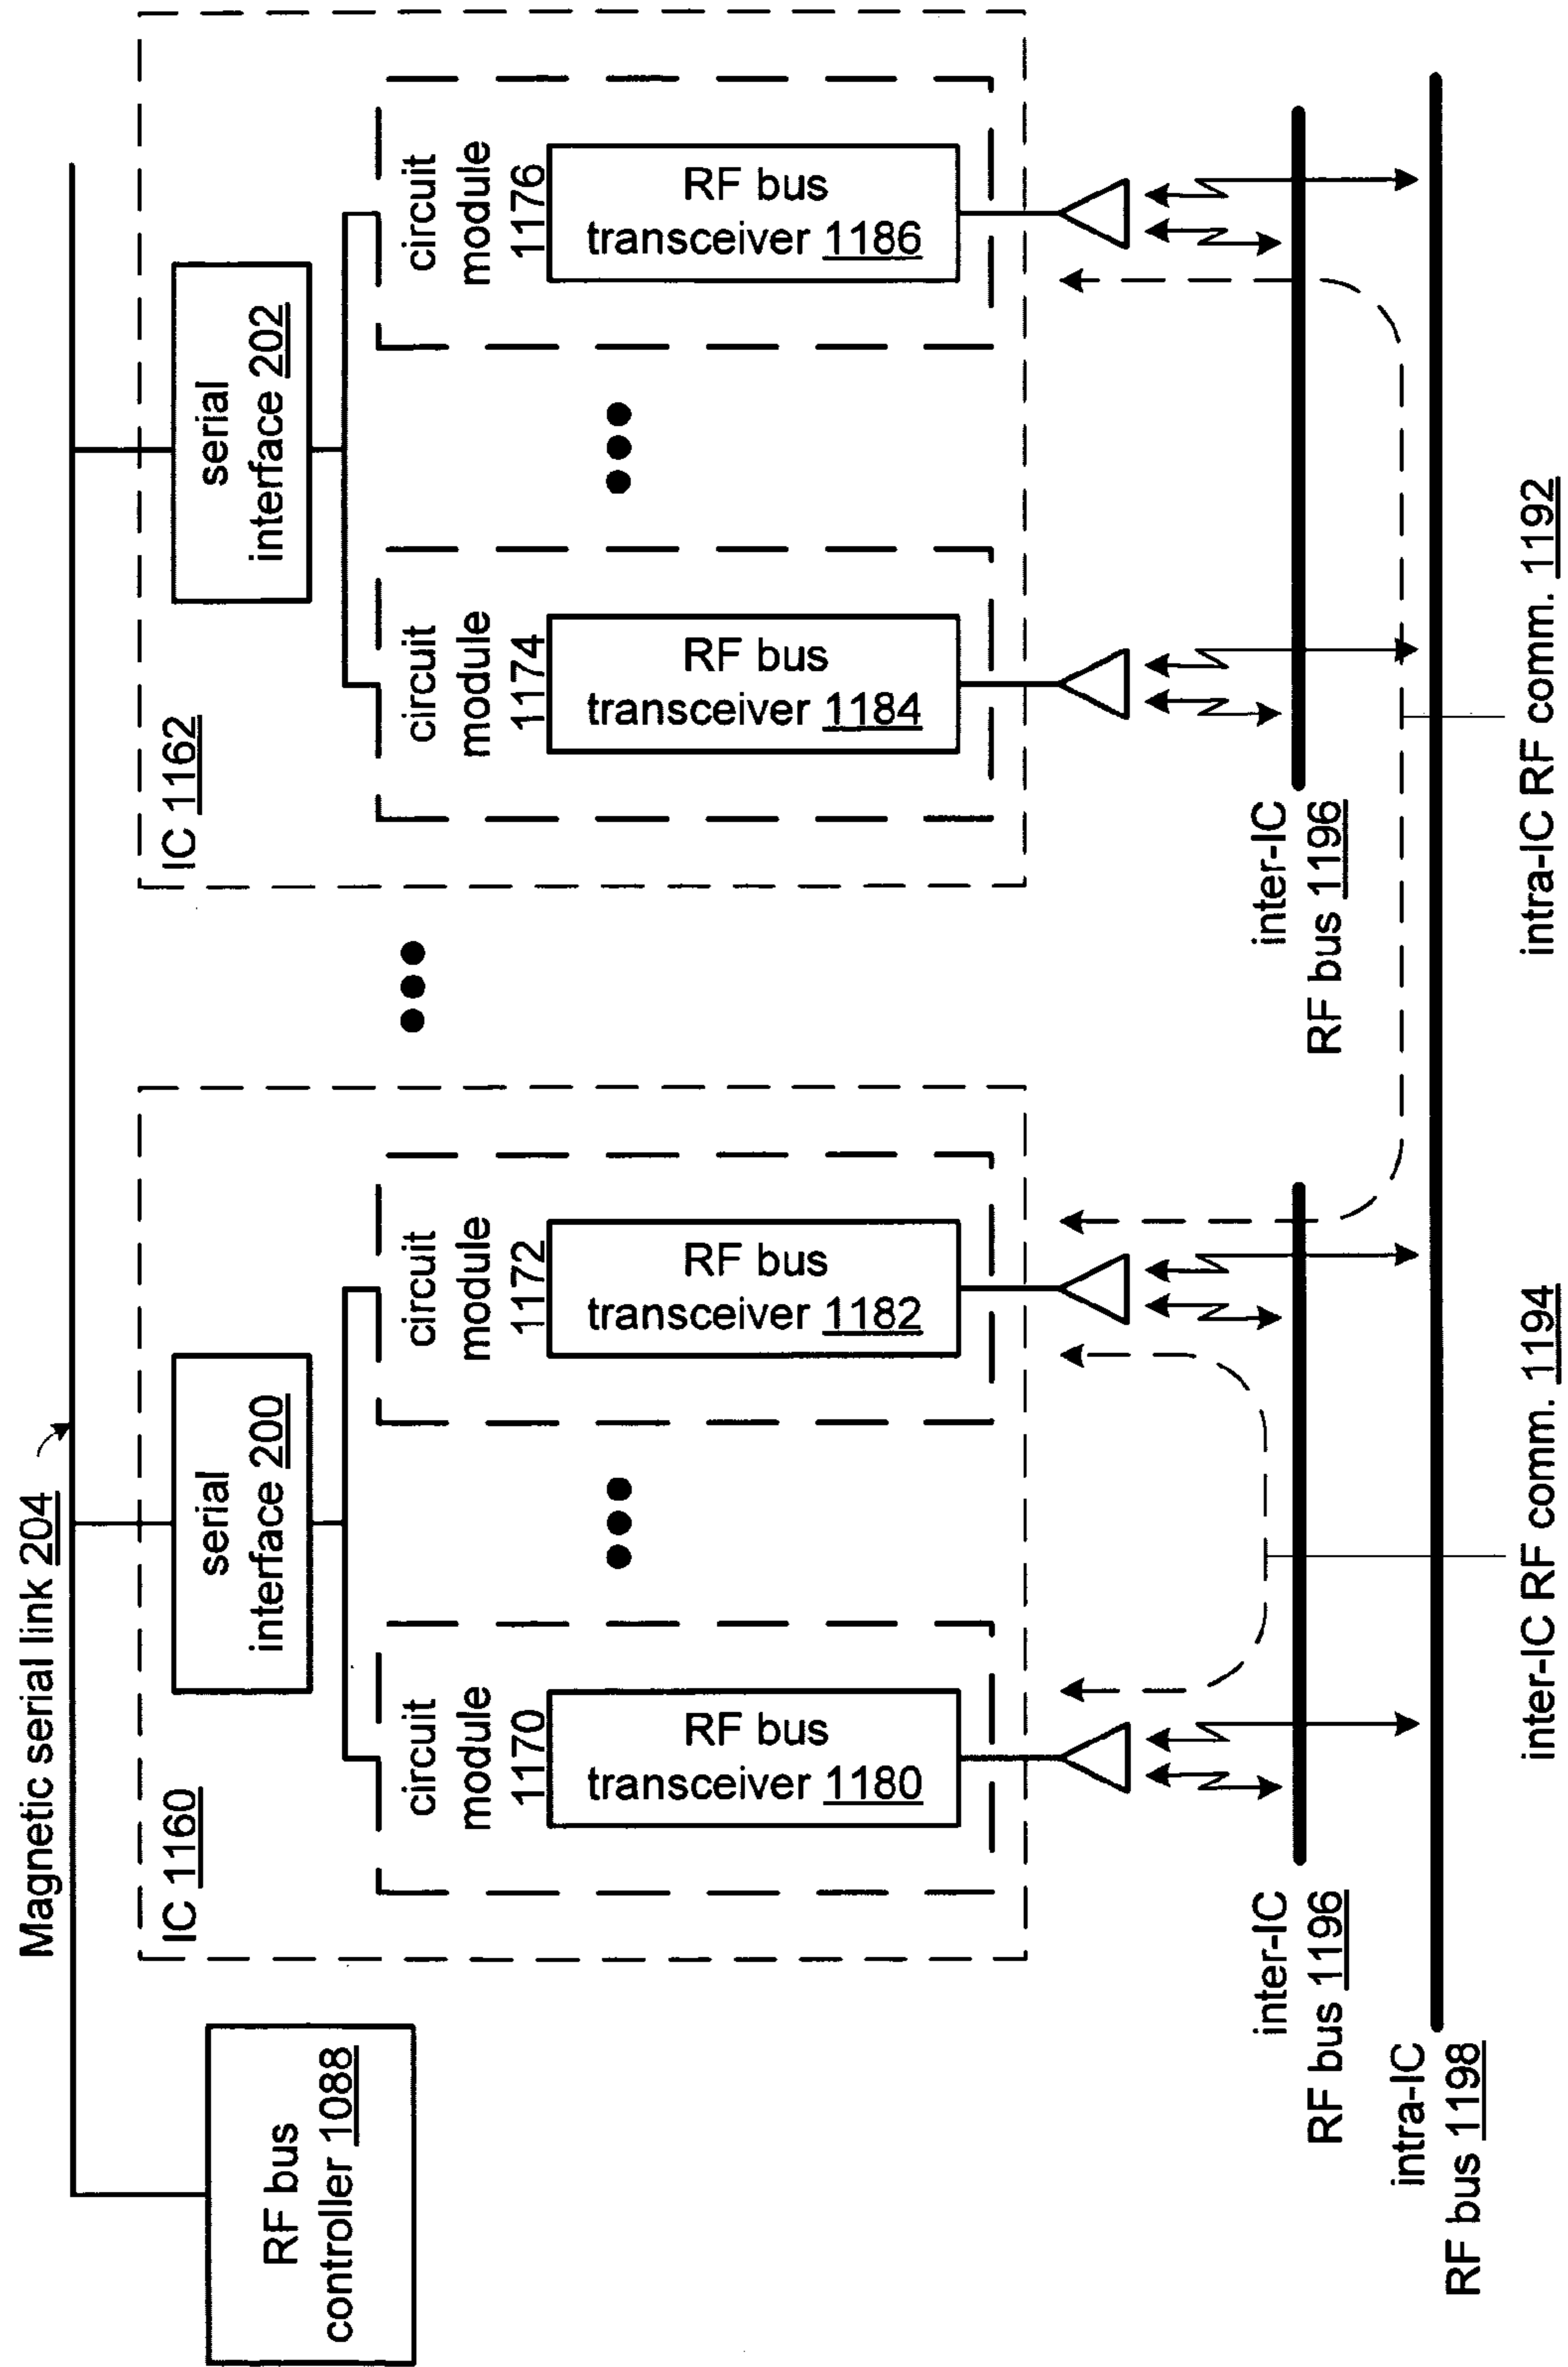 Magnetic serial link 204
RF bus
controller 1088
IC 1160
serial
interface 200
circuit
module
1170
RF bus
transceiver 1180
circuit
module
1172
RF bus
transceiver 1182
IC 1162
serial
interface 202
circuit
module
1174
RF bus
transceiver 1184
circuit
module
1176
RF bus
transceiver 1186
inter-IC
RF bus 1196
inter-IC
RF bus 1196
intra-IC
RF bus 1198
inter-IC RF comm. 1194
intra-IC RF comm. 1192